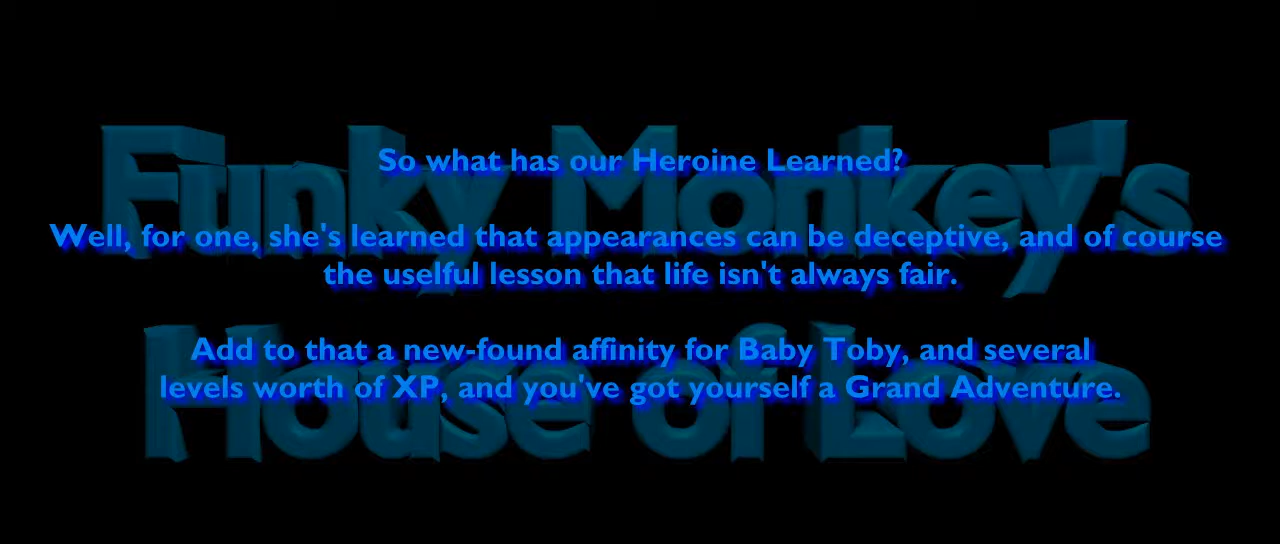 Funky Monkey's
House of Love
So what has our Heroine Learned?
Well, for one, she's learned that appearances can be deceptive, and of course
the uselful lesson that life isn't always fair.
Add to that a new-found affinity for Baby Toby, and several
levels worth of XP, and you've got yourself a Grand Adventure.